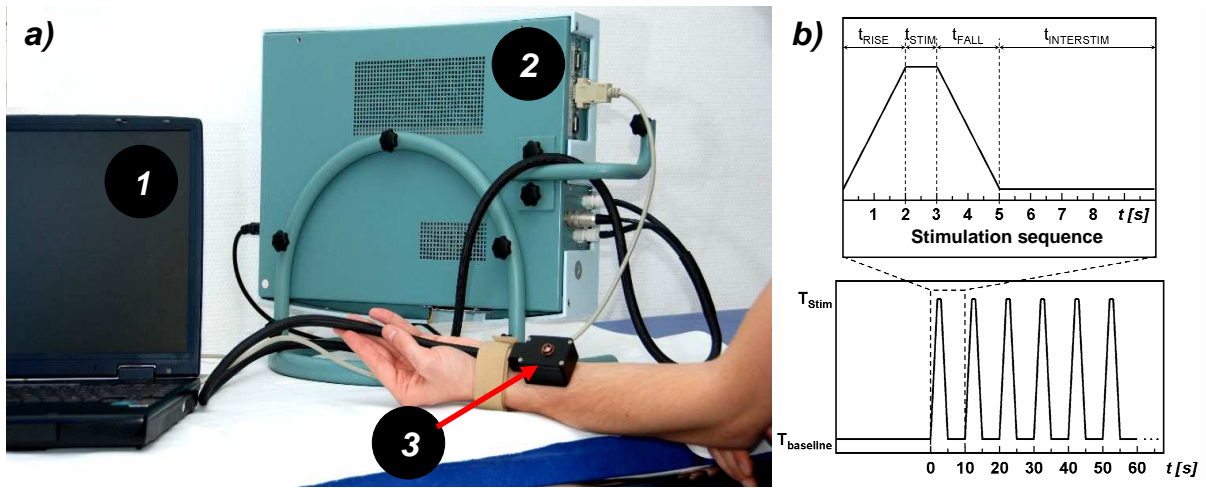 a)
1
2
3
b)
tRISE tSTIM tFALL tINTERSTIM
1 2 3 4 5 6 7 8 t [s]
Stimulation sequence
TStim
Tbaseline
...
0 10 20 30 40 50 60 t [s]